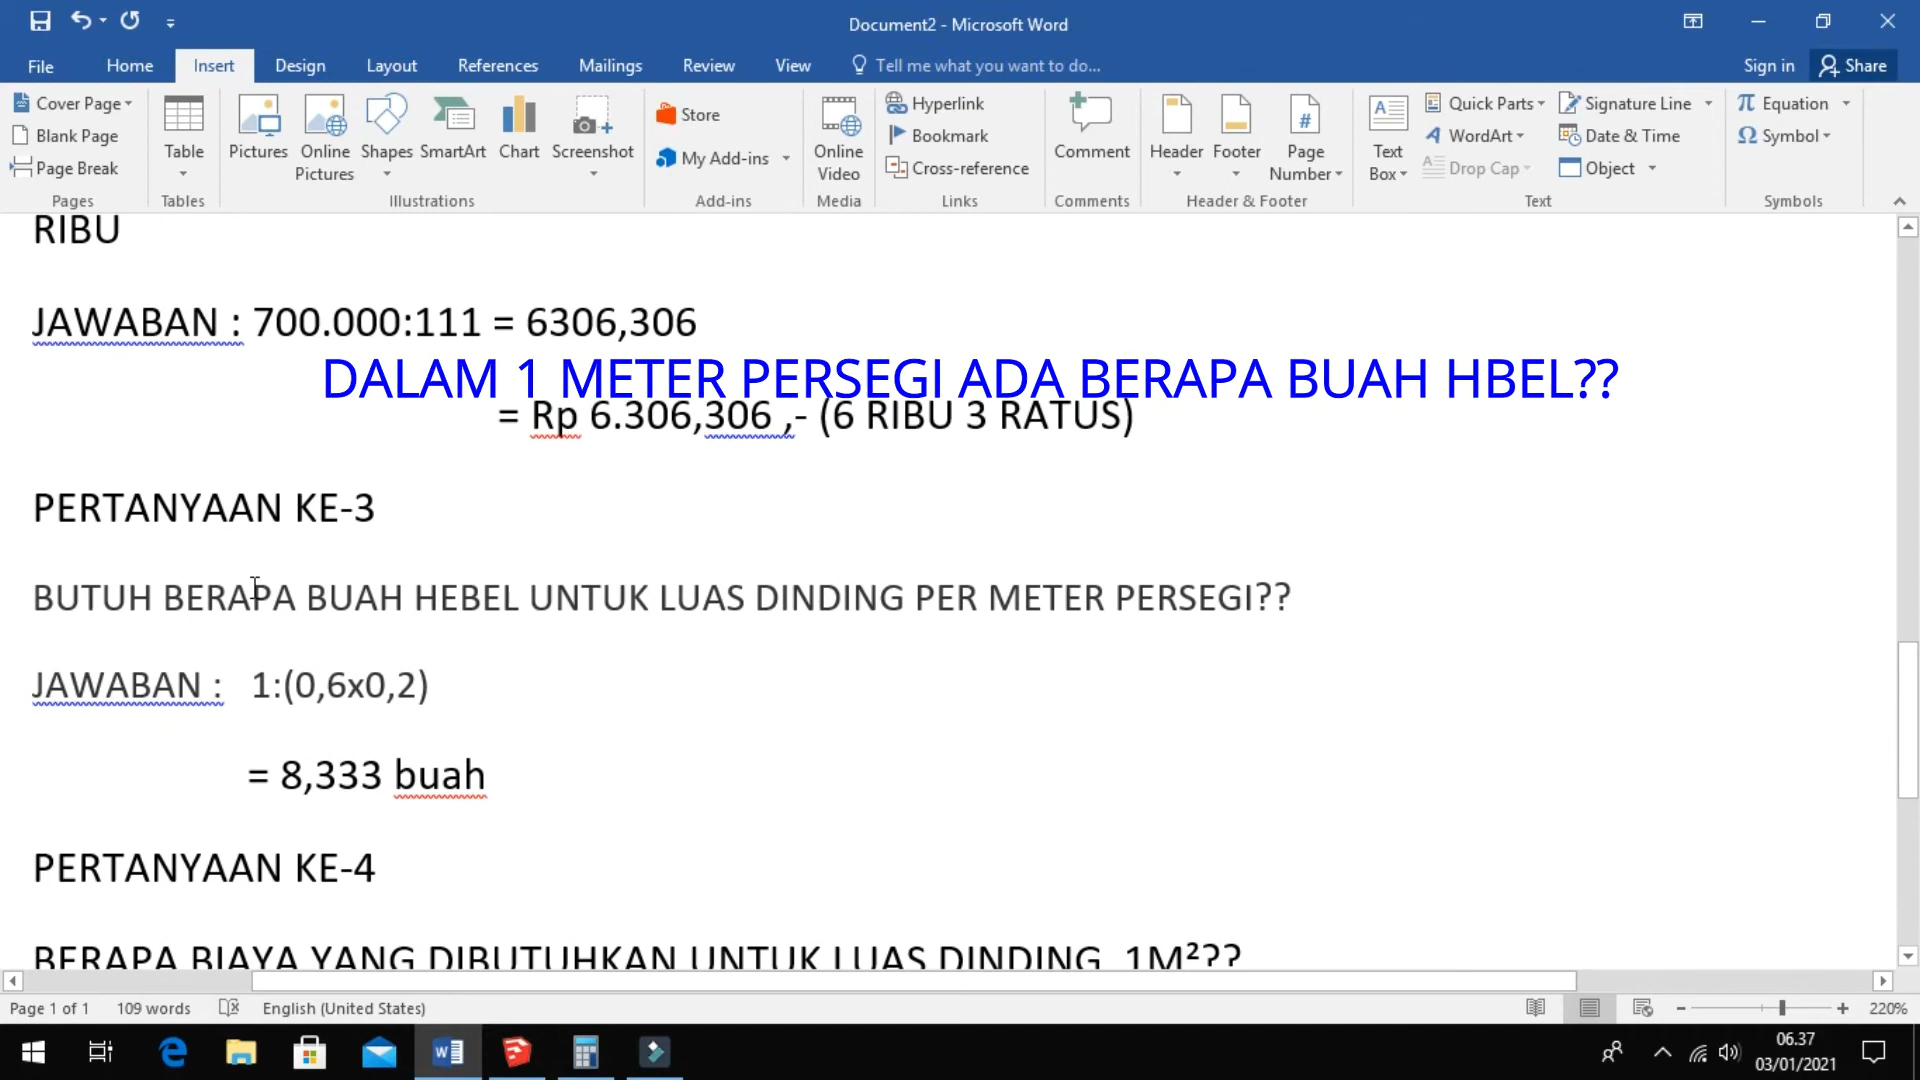 Document2 - Microsoft Word
File Home Insert Design Layout References Mailings Review View Tell me what you want to do... Sign in Share
Cover Page
Blank Page
Page Break
Pages
Table
Tables
Pictures
Online Pictures
Shapes
SmartArt
Chart
Screenshot
Illustrations
Store
My Add-ins
Add-ins
Online Video
Media
Hyperlink
Bookmark
Cross-reference
Links
Comment
Comments
Header
Footer
Page Number
#
Header & Footer
Text Box
A
Quick Parts
WordArt
Drop Cap
Signature Line
Date & Time
Object
Text
π Equation
Ω Symbol
Symbols
RIBU
JAWABAN : 700.000:111 = 6306,306
DALAM 1 METER PERSEGI ADA BERAPA BUAH HBEL??
= Rp 6.306,306 ,- (6 RIBU 3 RATUS)
PERTANYAAN KE-3
BUTUH BERAPA BUAH HEBEL UNTUK LUAS DINDING PER METER PERSEGI??
JAWABAN : 1:(0,6x0,2)
= 8,333 buah
PERTANYAAN KE-4
BERAPA BIAYA YANG DIBUTUHKAN UNTUK LUAS DINDING 1M²??
Page 1 of 1 109 words English (United States) 220%
06.37
03/01/2021